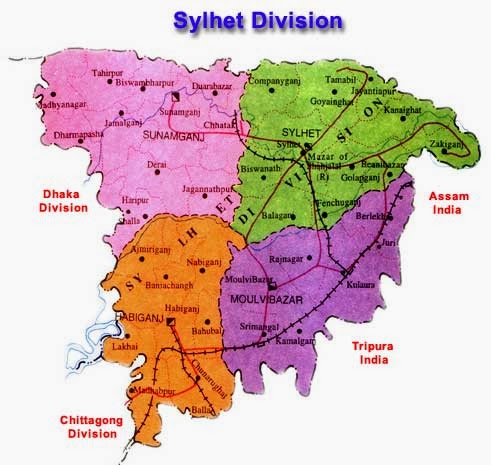 Sylhet Division
Tahirpur
Biswambharpur
Duarabazar
Companyganj
Tamabil
Jayantiapur
Madhyanagar
Sunamganj
Goyainghat
Jamalganj
Chhatak
Kanaighat
SUNAMGANJ
SYLHET
Dharmapasha
Sylhet
Zakiganj
Mazar of
Shahjalal
(R)
Derai
Biswanath
Golapganj
Beanibazar
Dhaka
Division
Jagannathpur
Assam
India
Haripur
Fenchuganj
Shalla
Balaganj
Berlekha
SYLHET DIVISION
Ajmiriganj
Juri
Rajnagar
Nabiganj
Baniachangh
MoulviBazar
Kulaura
MOULVIBAZAR
Habiganj
HABIGANJ
Bahubal
Srimangal
Kamalganj
Lakhai
Tripura
India
Chunarughat
Madhabpur
Balla
Chittagong
Division